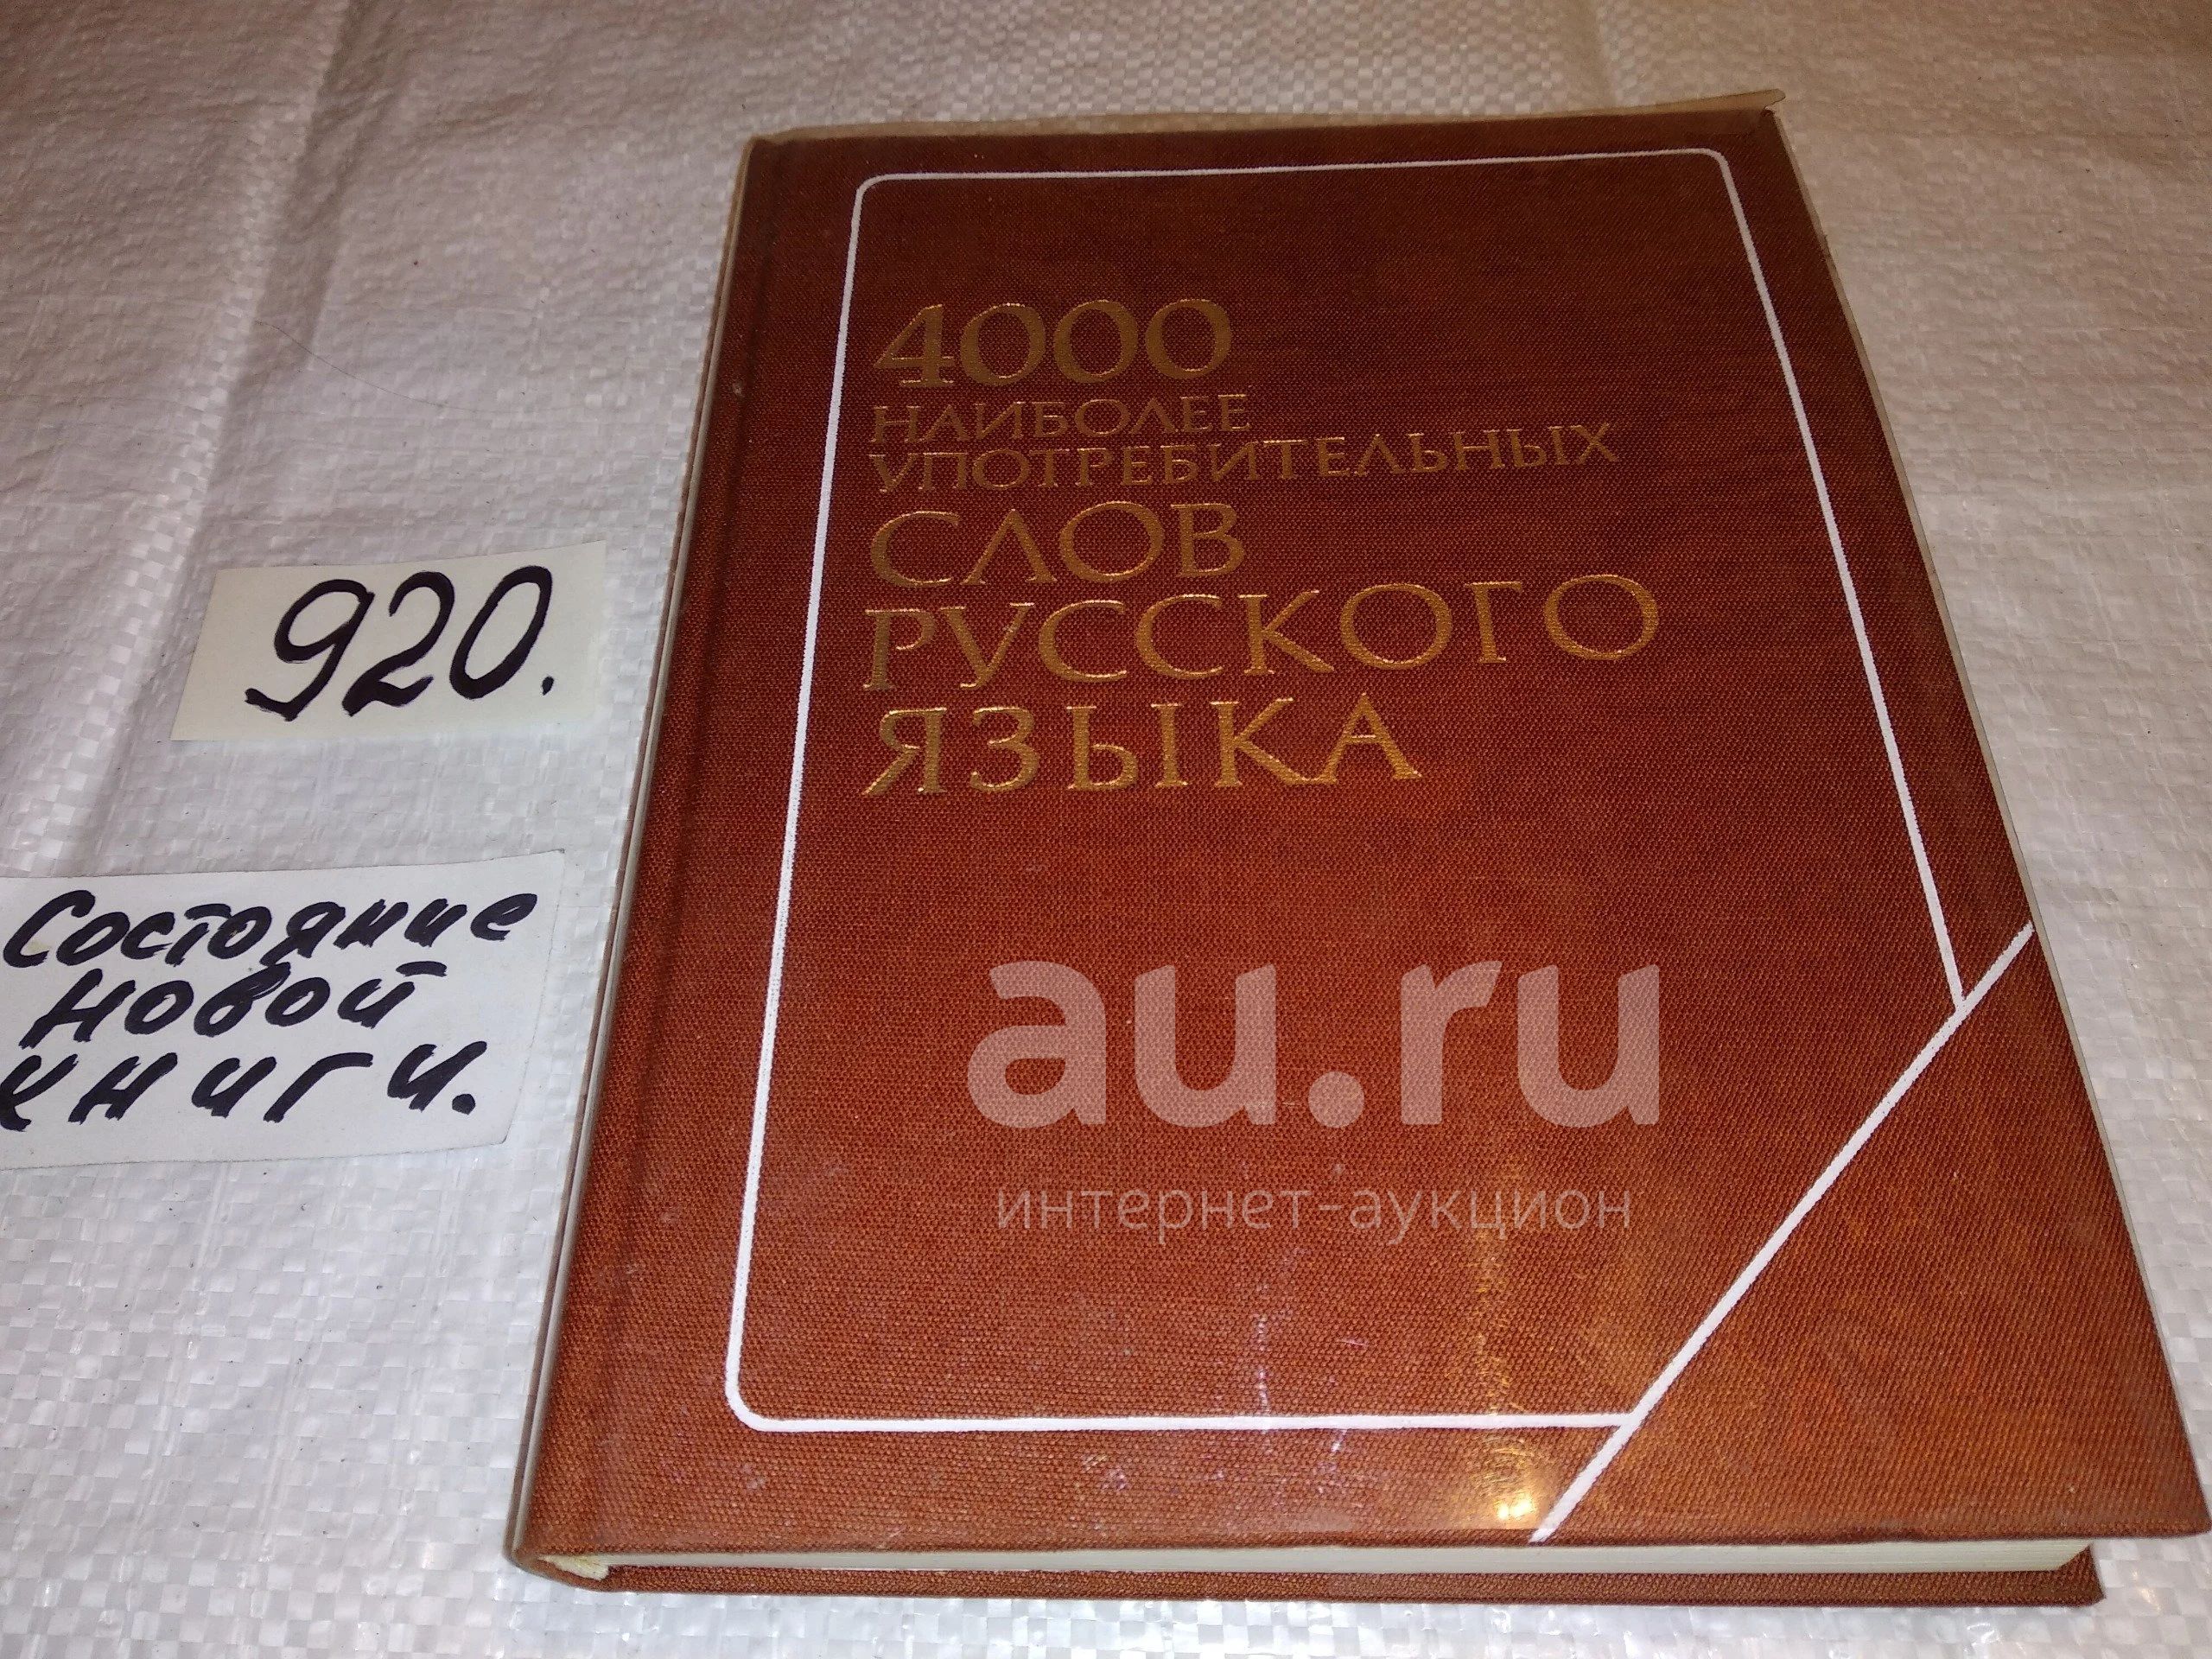 4000
НАИБОЛЕЕ
УПОТРЕБИТЕЛЬНЫХ
СЛОВ
РУССКОГО
ЯЗЫКА
920.
Состояние
новой
книги.
au.ru
интернет-аукцион